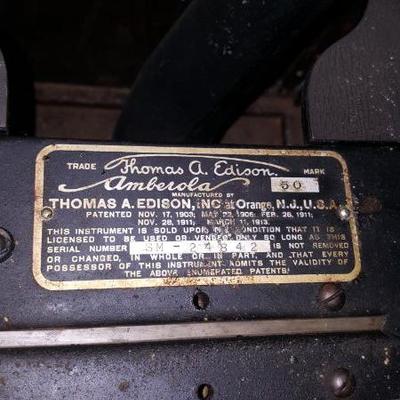 TRADE Thomas A. Edison. MARK
Amberola 50
MANUFACTURED BY
THOMAS A. EDISON, INC. at Orange, N.J., U.S.A.
PATENTED NOV. 17, 1903; MAY 22, 1906; FEB. 26, 1911;
NOV. 28, 1911; MARCH 11, 1913.
THIS INSTRUMENT IS SOLD UPON THE CONDITION THAT IT IS
LICENSED TO BE USED OR VENDED ONLY SO LONG AS THIS
SERIAL NUMBER SM-24842 IS NOT REMOVED
OR CHANGED, IN WHOLE OR IN PART, AND THAT EVERY
POSSESSOR OF THIS INSTRUMENT ADMITS THE VALIDITY OF
THE ABOVE ENUMERATED PATENTS.